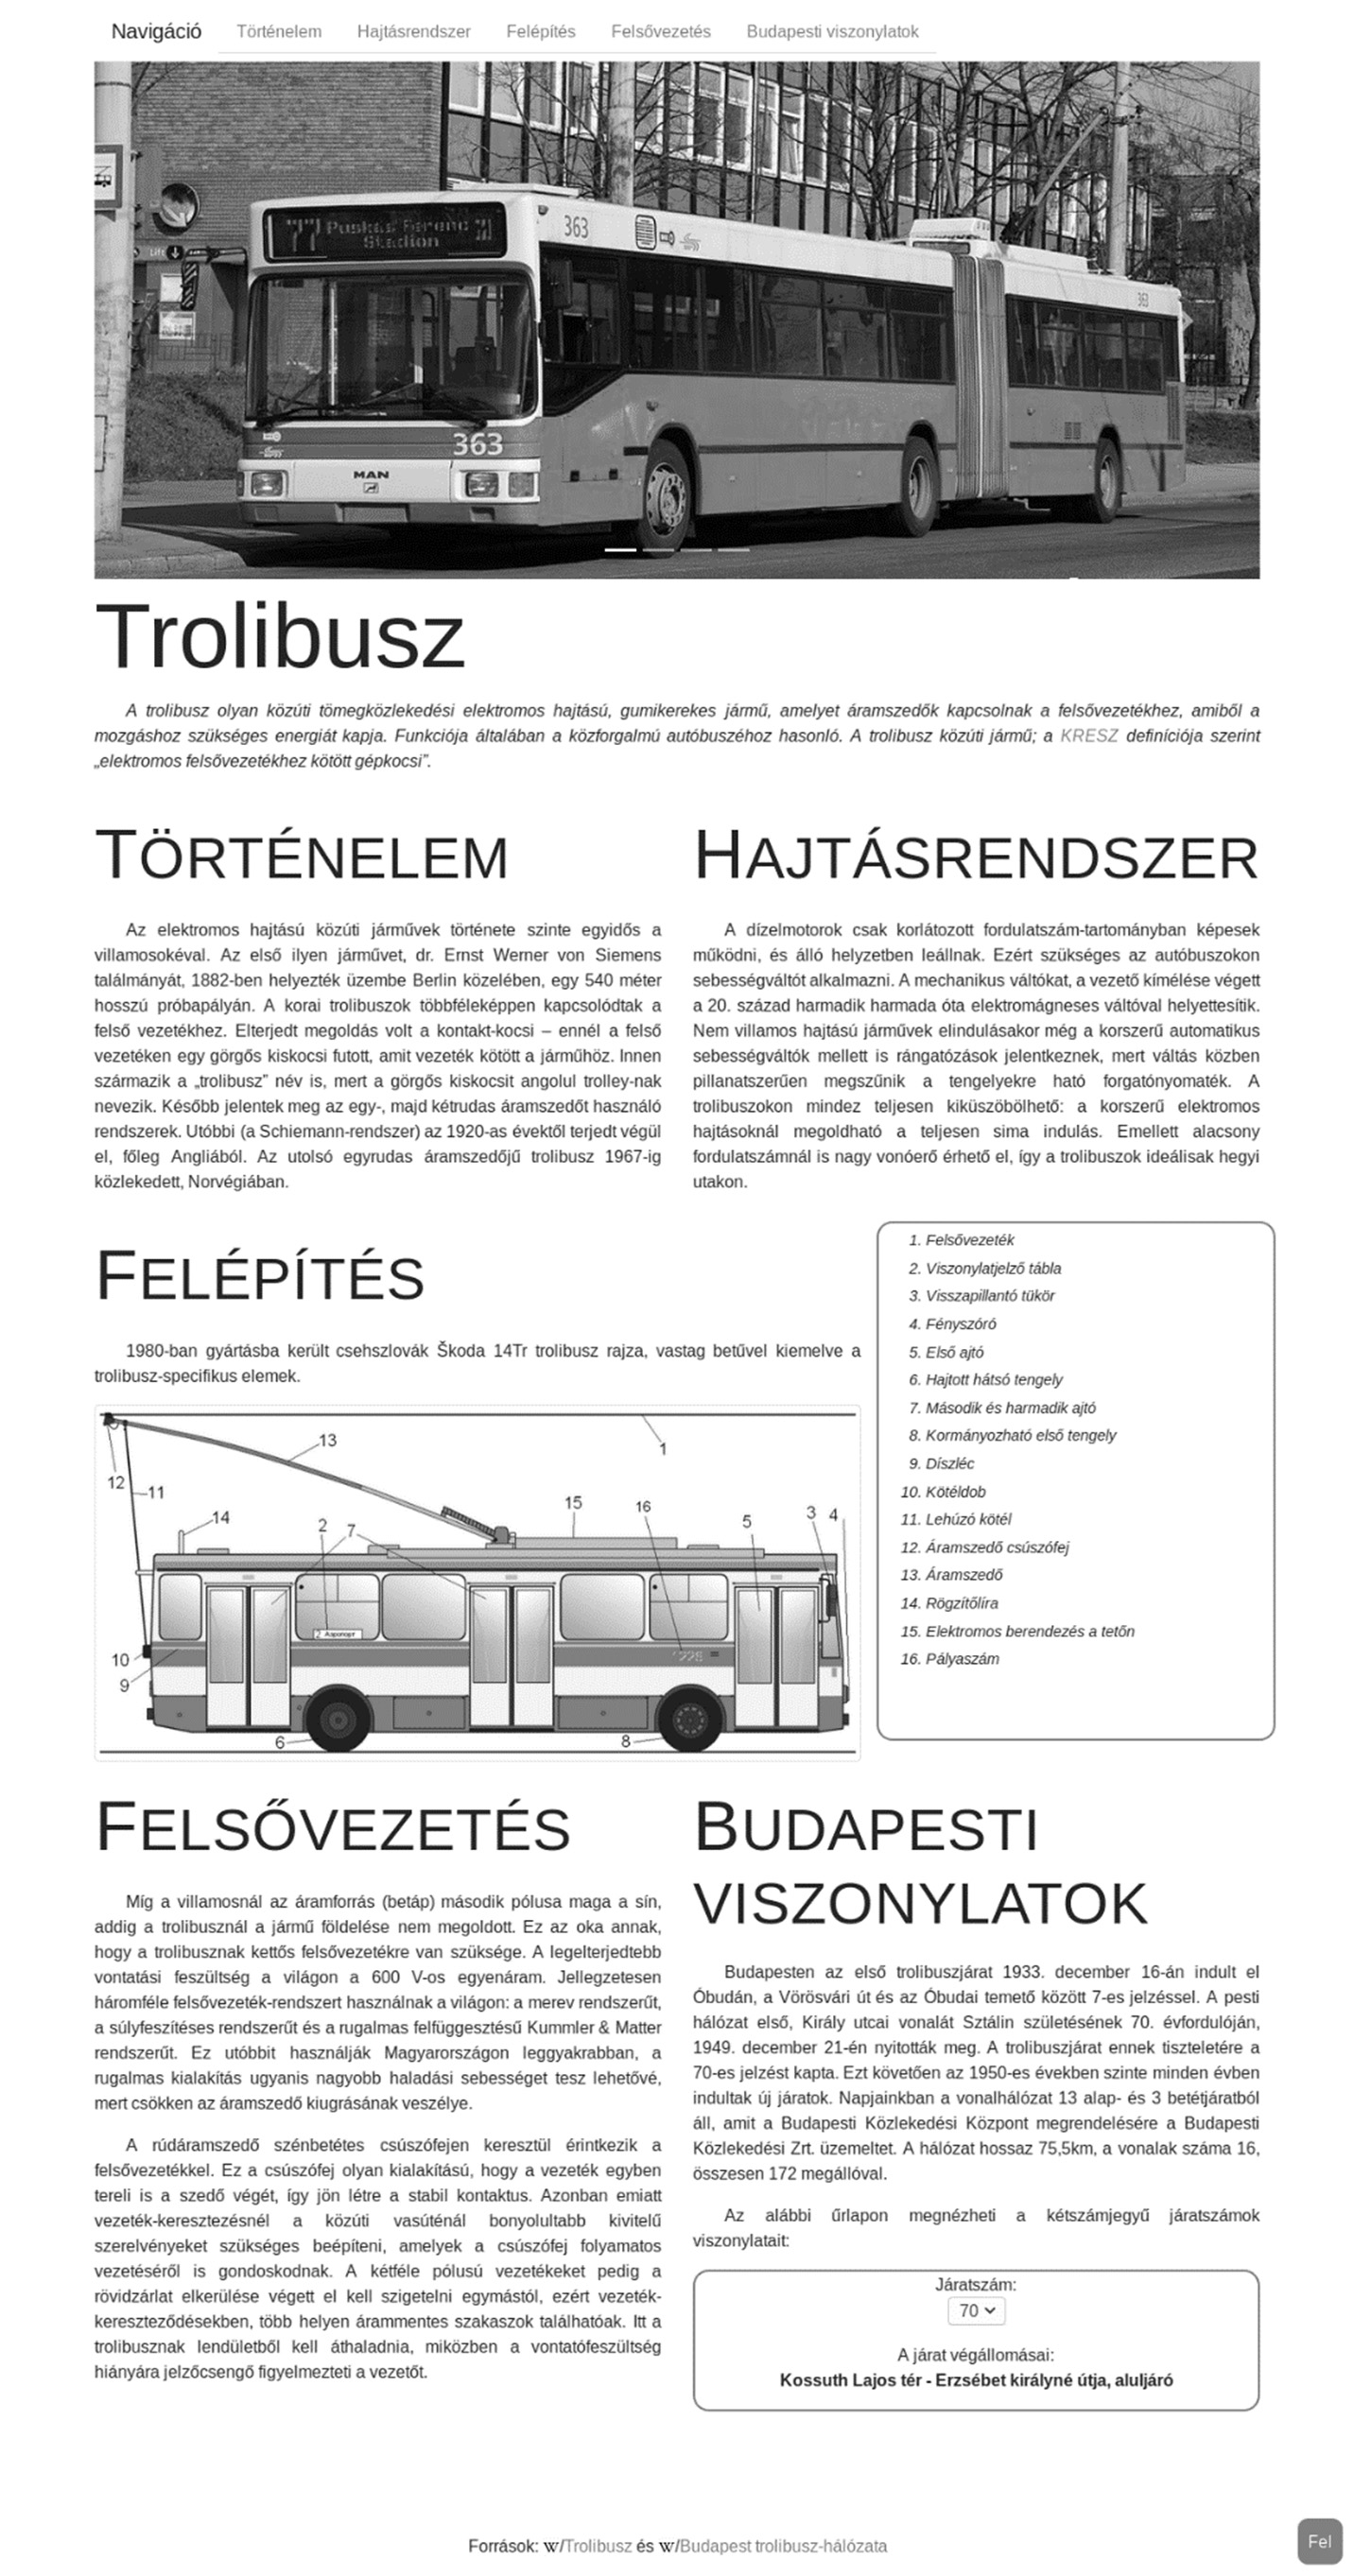 Navigáció Történelem Hajtásrendszer Felépítés Felsővezetés Budapesti viszonylatok
77 Puskás Ferenc
Stadion
363
363
363
MAN
Trolibusz
A trolibusz olyan közúti tömegközlekedési elektromos hajtású, gumikerekes jármű, amelyet áramszedők kapcsolnak a felsővezetékhez, amiből a
mozgáshoz szükséges energiát kapja. Funkciója általában a közforgalmú autóbuszéhoz hasonló. A trolibusz közúti jármű; a KRESZ definíciója szerint
„elektromos felsővezetékhez kötött gépkocsi”.
TÖRTÉNELEM
Az elektromos hajtású közúti járművek története szinte egyidős a
villamosokéval. Az első ilyen járművet, dr. Ernst Werner von Siemens
találmányát, 1882-ben helyezték üzembe Berlin közelében, egy 540 méter
hosszú próbapályán. A korai trolibuszok többféleképpen kapcsolódtak a
felső vezetékhez. Elterjedt megoldás volt a kontakt-kocsi – ennél a felső
vezetéken egy görgős kiskocsi futott, amit vezeték kötött a járműhöz. Innen
származik a „trolibusz” név is, mert a görgős kiskocsit angolul trolley-nak
nevezik. Később jelentek meg az egy-, majd kétrudas áramszedőt használó
rendszerek. Utóbbi (a Schiemann-rendszer) az 1920-as évektől terjedt végül
el, főleg Angliából. Az utolsó egyrudas áramszedőjű trolibusz 1967-ig
közlekedett, Norvégiában.
HAJTÁSRENDSZER
A dízelmotorok csak korlátozott fordulatszám-tartományban képesek
működni, és álló helyzetben leállnak. Ezért szükséges az autóbuszokon
sebességváltót alkalmazni. A mechanikus váltókat, a vezető kímélése végett
a 20. század harmadik harmada óta elektromágneses váltóval helyettesítik.
Nem villamos hajtású járművek elindulásakor még a korszerű automatikus
sebességváltók mellett is rángatózások jelentkeznek, mert váltás közben
pillanatszerűen megszűnik a tengelyekre ható forgatónyomaték. A
trolibuszokon mindez teljesen kiküszöbölhető: a korszerű elektromos
hajtásoknál megoldható a teljesen sima indulás. Emellett alacsony
fordulatszámnál is nagy vonóerő érhető el, így a trolibuszok ideálisak hegyi
utakon.
FELÉPÍTÉS
1980-ban gyártásba került csehszlovák Škoda 14Tr trolibusz rajza, vastag betűvel kiemelve a
trolibusz-specifikus elemek.
13
1
12
11
14
15
16
2
7
5
3
4
10
9
6
8
1. Felsővezeték
2. Viszonylatjelző tábla
3. Visszapillantó tükör
4. Fényszóró
5. Első ajtó
6. Hajtott hátsó tengely
7. Második és harmadik ajtó
8. Kormányozható első tengely
9. Díszléc
10. Kötéldob
11. Lehúzó kötél
12. Áramszedő csúszófej
13. Áramszedő
14. Rögzítőlíra
15. Elektromos berendezés a tetőn
16. Pályaszám
FELSŐVEZETÉS
Míg a villamosnál az áramforrás (betáp) második pólusa maga a sín,
addig a trolibusznál a jármű földelése nem megoldott. Ez az oka annak,
hogy a trolibusznak kettős felsővezetékre van szüksége. A legelterjedtebb
vontatási feszültség a világon a 600 V-os egyenáram. Jellegzetesen
háromféle felsővezeték-rendszert használnak a világon: a merev rendszerűt,
a súlyfeszítéses rendszerűt és a rugalmas felfüggesztésű Kummler & Matter
rendszerűt. Ez utóbbit használják Magyarországon leggyakrabban, a
rugalmas kialakítás ugyanis nagyobb haladási sebességet tesz lehetővé,
mert csökken az áramszedő kiugrásának veszélye.
A rúdáramszedő szénbetétes csúszófejen keresztül érintkezik a
felsővezetékkel. Ez a csúszófej olyan kialakítású, hogy a vezeték egyben
tereli is a szedő végét, így jön létre a stabil kontaktus. Azonban emiatt
vezeték-keresztezésnél a közúti vasúténál bonyolultabb kivitelű
szerelvényeket szükséges beépíteni, amelyek a csúszófej folyamatos
vezetéséről is gondoskodnak. A kétféle pólusú vezetékeket pedig a
rövidzárlat elkerülése végett el kell szigetelni egymástól, ezért vezeték-
kereszteződésekben, több helyen árammentes szakaszok találhatóak. Itt a
trolibusznak lendületből kell áthaladnia, miközben a vontatófeszültség
hiányára jelzőcsengő figyelmezteti a vezetőt.
BUDAPESTI
VISZONYLATOK
Budapesten az első trolibuszjárat 1933. december 16-án indult el
Óbudán, a Vörösvári út és az Óbudai temető között 7-es jelzéssel. A pesti
hálózat első, Király utcai vonalát Sztálin születésének 70. évfordulóján,
1949. december 21-én nyitották meg. A trolibuszjárat ennek tiszteletére a
70-es jelzést kapta. Ezt követően az 1950-es években szinte minden évben
indultak új járatok. Napjainkban a vonalhálózat 13 alap- és 3 betétjáratból
áll, amit a Budapesti Közlekedési Központ megrendelésére a Budapesti
Közlekedési Zrt. üzemeltet. A hálózat hossaz 75,5km, a vonalak száma 16,
összesen 172 megállóval.
Az alábbi űrlapon megnézheti a kétszámjegyű járatszámok
viszonylatait:
Járatszám:
70
A járat végállomásai:
Kossuth Lajos tér - Erzsébet királyné útja, aluljáró
Források: W/Trolibusz és W/Budapest trolibusz-hálózata
Fel